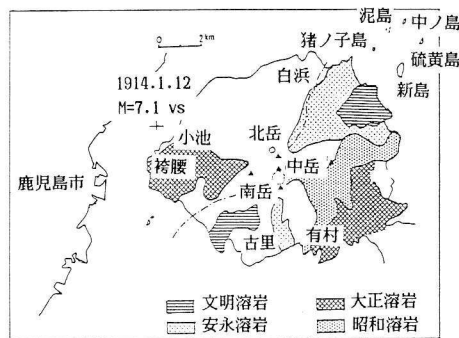 0 2 km
泥島
中ノ島
猪ノ子島
硫黄島
白浜
新島
1914.1.12
M=7.1 vs
小池
北岳
袴腰
中岳
鹿児島市
南岳
古里
有村
文明溶岩
大正溶岩
安永溶岩
昭和溶岩